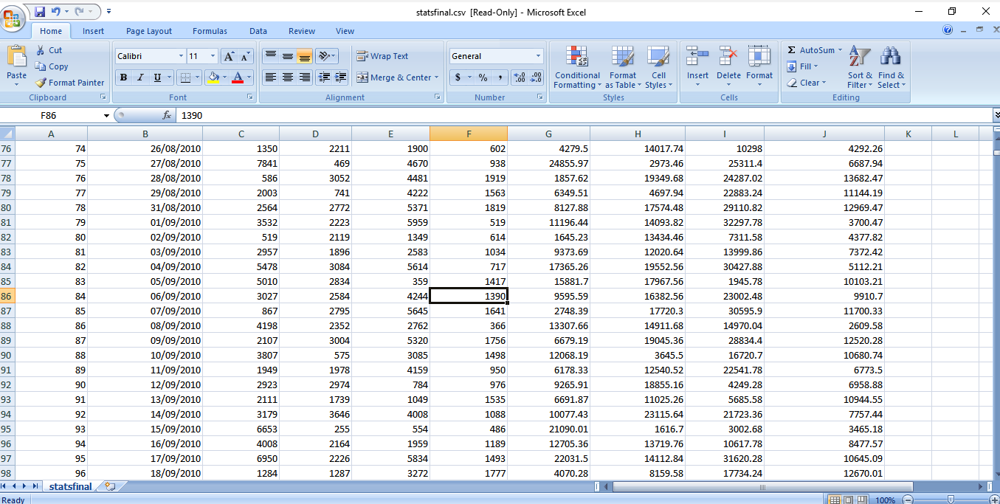 statsfinal.csv [Read-Only] - Microsoft Excel
Home Insert Page Layout Formulas Data Review View
Paste Cut Calibri 11 A A Wrap Text General Conditional Formatting Format as Table Cell Styles Insert Delete Format Σ AutoSum Sort & Filter Find & Select
Copy B I U A Merge & Center $ % , .00 .00 Fill
Format Painter Clear
Clipboard Font Alignment Number Styles Cells Editing
F86 fx 1390
A B C D E F G H I J K L
76 74 26/08/2010 1350 2211 1900 602 4279.5 14017.74 10298 4292.26
77 75 27/08/2010 7841 469 4670 938 24855.97 2973.46 25311.4 6687.94
78 76 28/08/2010 586 3052 4481 1919 1857.62 19349.68 24287.02 13682.47
79 77 29/08/2010 2003 741 4222 1563 6349.51 4697.94 22883.24 11144.19
80 78 31/08/2010 2564 2772 5371 1819 8127.88 17574.48 29110.82 12969.47
81 79 01/09/2010 3532 2223 5959 519 11196.44 14093.82 32297.78 3700.47
82 80 02/09/2010 519 2119 1349 614 1645.23 13434.46 7311.58 4377.82
83 81 03/09/2010 2957 1896 2583 1034 9373.69 12020.64 13999.86 7372.42
84 82 04/09/2010 5478 3084 5614 717 17365.26 19552.56 30427.88 5112.21
85 83 05/09/2010 5010 2834 359 1417 15881.7 17967.56 1945.78 10103.21
86 84 06/09/2010 3027 2584 4244 1390 9595.59 16382.56 23002.48 9910.7
87 85 07/09/2010 867 2795 5645 1641 2748.39 17720.3 30595.9 11700.33
88 86 08/09/2010 4198 2352 2762 366 13307.66 14911.68 14970.04 2609.58
89 87 09/09/2010 2107 3004 5320 1756 6679.19 19045.36 28834.4 12520.28
90 88 10/09/2010 3807 575 3085 1498 12068.19 3645.5 16720.7 10680.74
91 89 11/09/2010 1949 1978 4159 950 6178.33 12540.52 22541.78 6773.5
92 90 12/09/2010 2923 2974 784 976 9265.91 18855.16 4249.28 6958.88
93 91 13/09/2010 2111 1739 1049 1535 6691.87 11025.26 5685.58 10944.55
94 92 14/09/2010 3179 3646 4008 1088 10077.43 23115.64 21723.36 7757.44
95 93 15/09/2010 6653 255 554 486 21090.01 1616.7 3002.68 3465.18
96 94 16/09/2010 4008 2164 1959 1189 12705.36 13719.76 10617.78 8477.57
97 95 17/09/2010 6950 2226 5834 1493 22031.5 14112.84 31620.28 10645.09
98 96 18/09/2010 1284 1287 3272 1777 4070.28 8159.58 17734.24 12670.01
statsfinal
Ready 100%